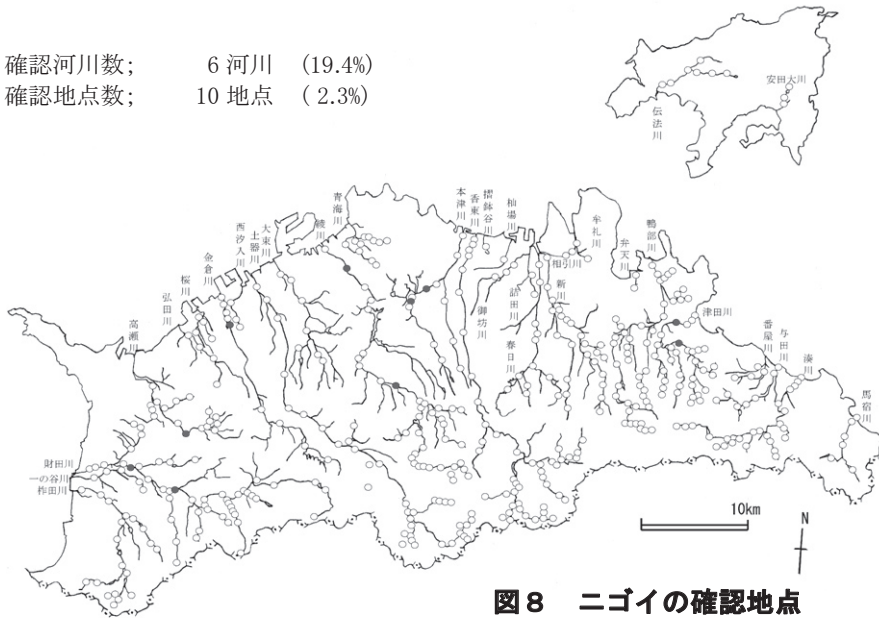 確認河川数;　　6 河川　(19.4%)
確認地点数;　　10 地点　( 2.3%)
安田大川
伝法川
青海川
綾川
大束川
土器川
西汐入川
金倉川
桜川
弘田川
高瀬川
本津川
香東川
摺鉢谷川
杣場川
牟礼川
相引川
新川
詰田川
春日川
御坊川
弁天川
鴨部川
津田川
番屋川
与田川
湊川
馬宿川
財田川
一の谷川
柞田川
10km
N
図8　ニゴイの確認地点